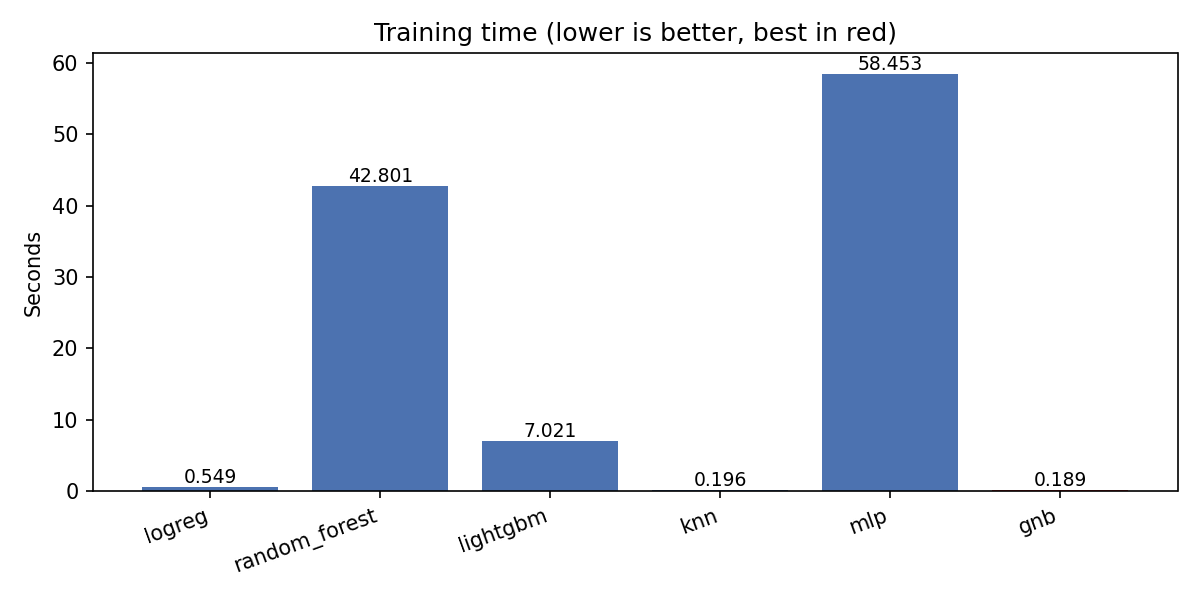 Training time (lower is better, best in red)
Seconds
60
50
40
30
20
10
0
0.549
42.801
7.021
0.196
58.453
0.189
logreg
random_forest
lightgbm
knn
mlp
gnb